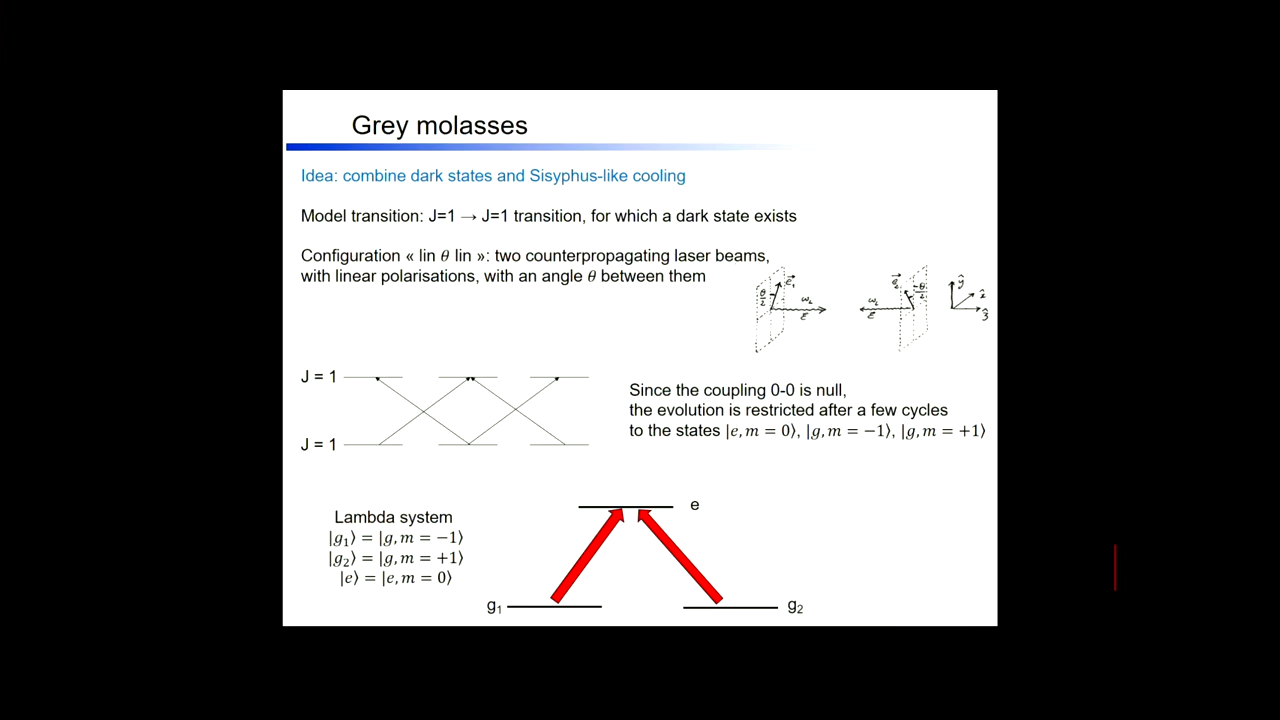 Grey molasses
Idea: combine dark states and Sisyphus-like cooling
Model transition: J=1 → J=1 transition, for which a dark state exists
Configuration « lin θ lin »: two counterpropagating laser beams,
with linear polarisations, with an angle θ between them
J = 1
J = 1
Since the coupling 0-0 is null,
the evolution is restricted after a few cycles
to the states |e, m = 0⟩, |g, m = −1⟩, |g, m = +1⟩
Lambda system
|g₁⟩ = |g, m = −1⟩
|g₂⟩ = |g, m = +1⟩
|e⟩ = |e, m = 0⟩
e
g₁
g₂